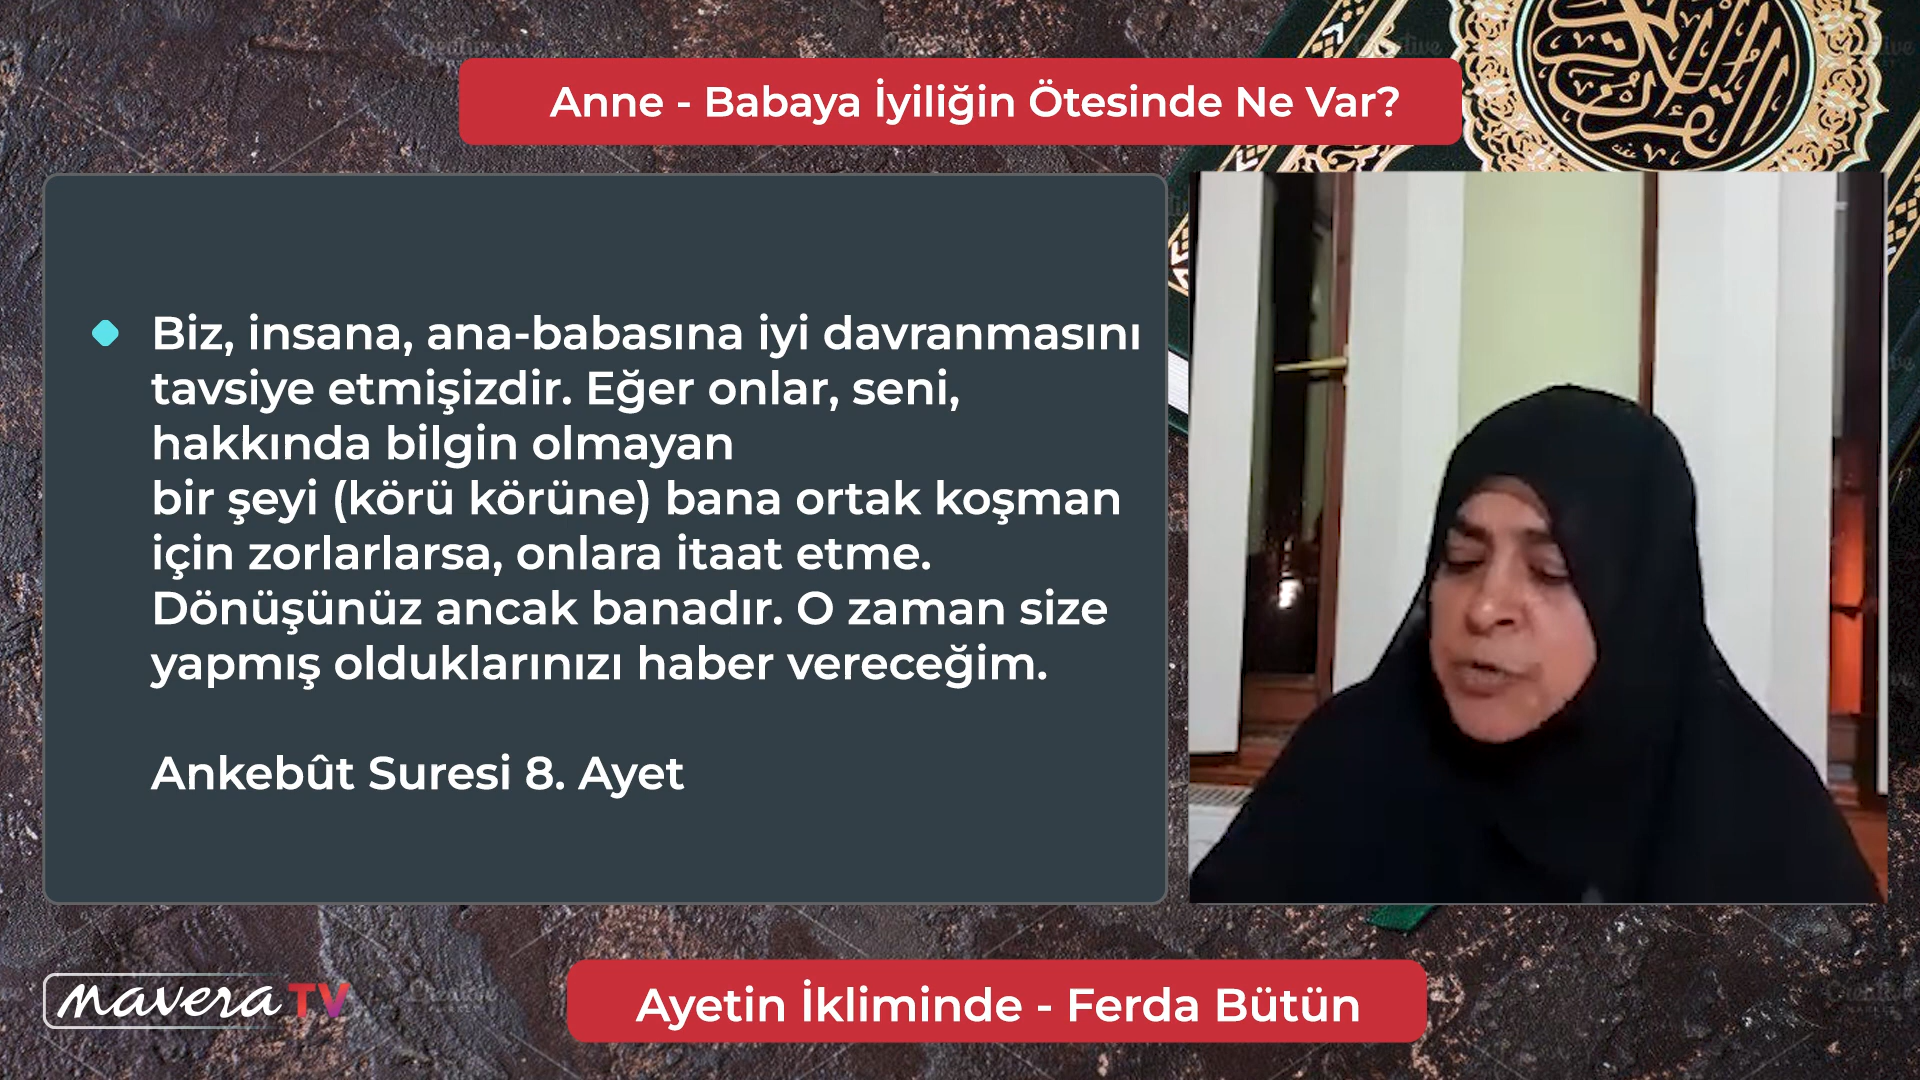 Anne - Babaya İyiliğin Ötesinde Ne Var?
Biz, insana, ana-babasına iyi davranmasını
tavsiye etmişizdir. Eğer onlar, seni,
hakkında bilgin olmayan
bir şeyi (körü körüne) bana ortak koşman
için zorlarlarsa, onlara itaat etme.
Dönüşünüz ancak banadır. O zaman size
yapmış olduklarınızı haber vereceğim.
Ankebût Suresi 8. Ayet
mavera TV
Ayetin İkliminde - Ferda Bütün